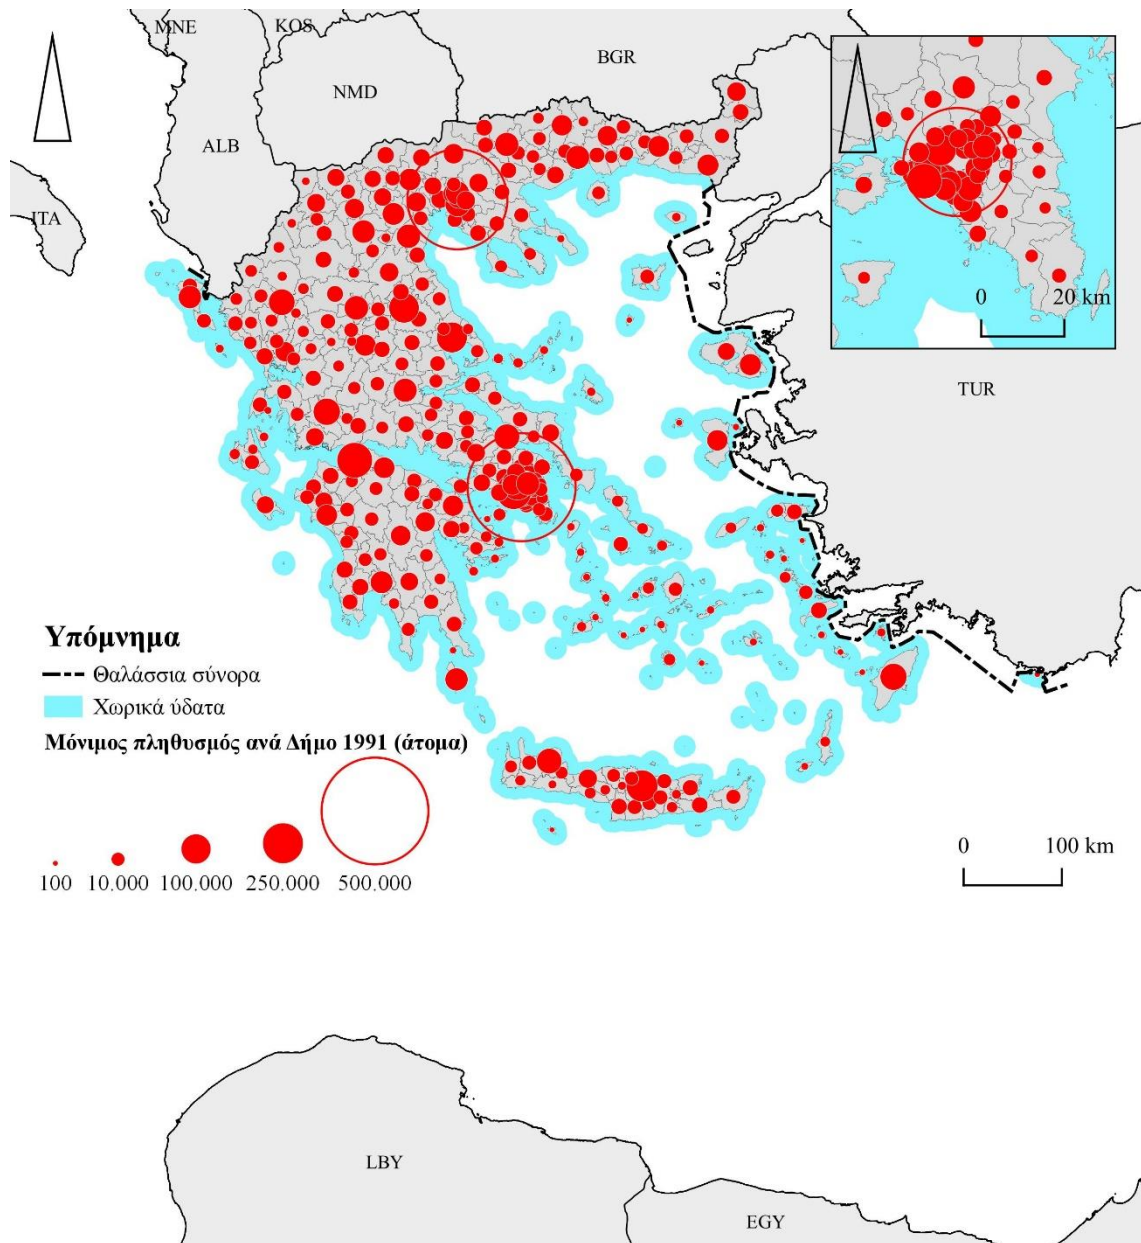 MNE
KOS
BGR
NMD
ALB
ITA
0 20 km
TUR
Υπόμνημα
Θαλάσσια σύνορα
Χωρικά ύδατα
Μόνιμος πληθυσμός ανά Δήμο 1991 (άτομα)
0 100 km
100 10.000 100.000 250.000 500.000
LBY
EGY